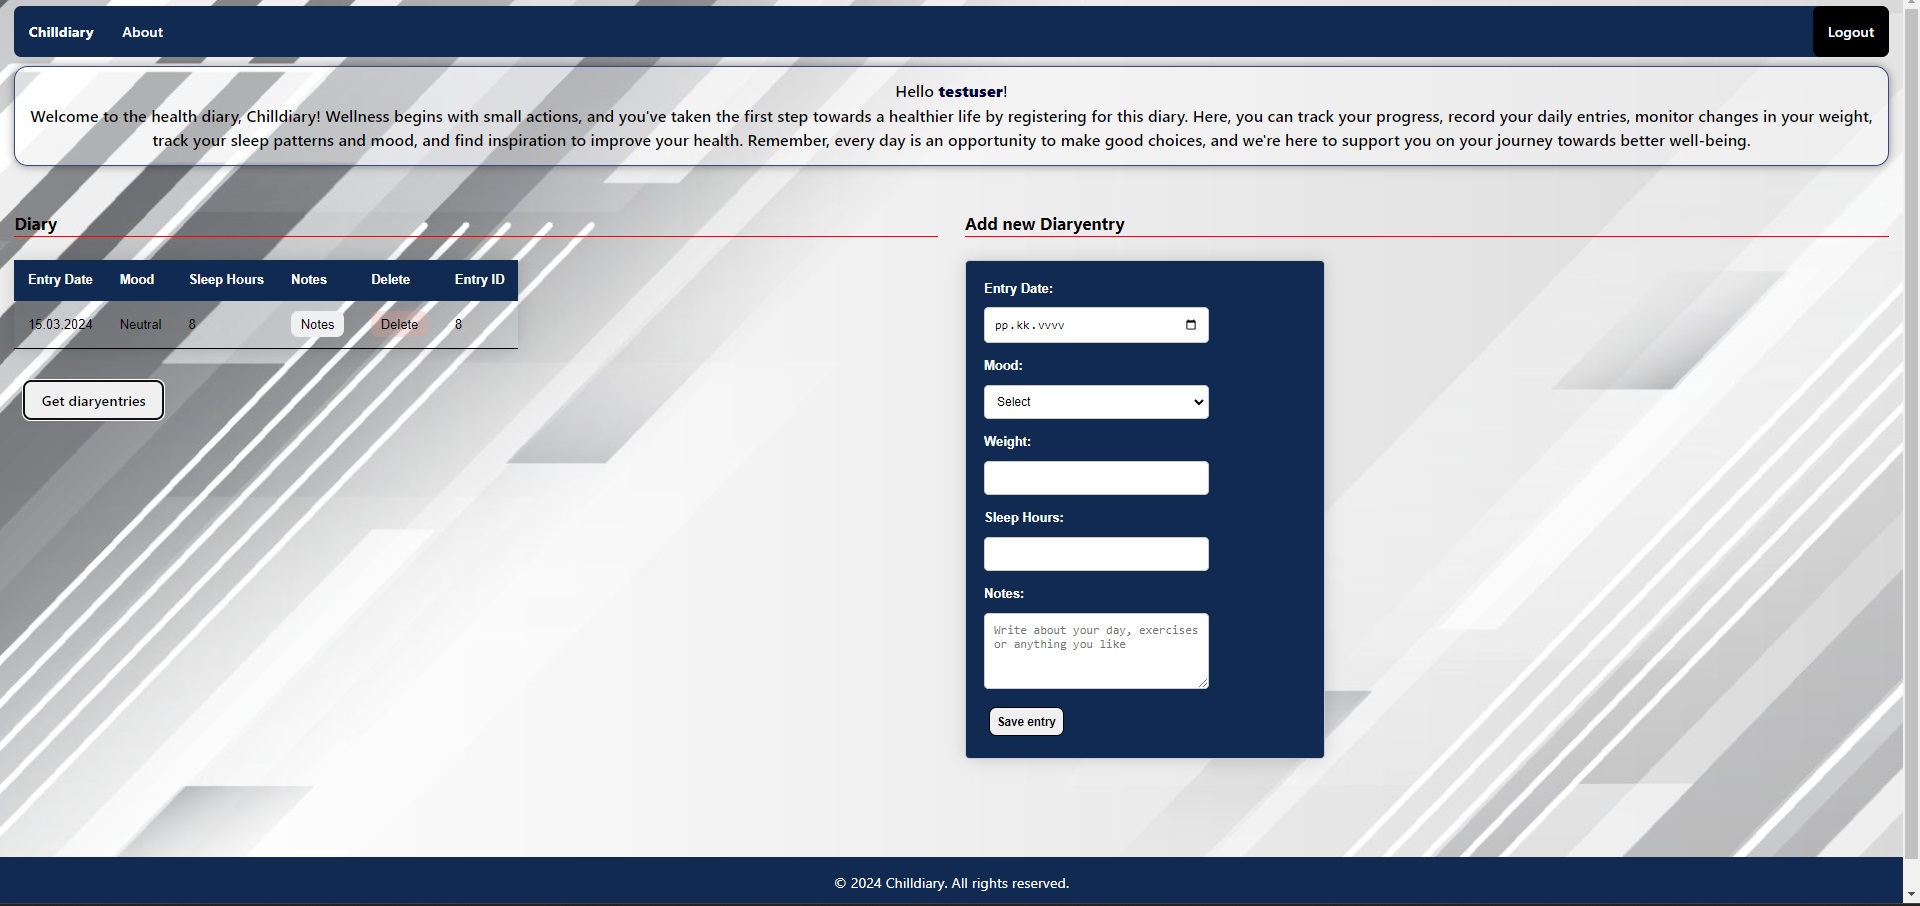 Chilldiary About Logout
Hello testuser!
Welcome to the health diary, Chilldiary! Wellness begins with small actions, and you've taken the first step towards a healthier life by registering for this diary. Here, you can track your progress, record your daily entries, monitor changes in your weight,
track your sleep patterns and mood, and find inspiration to improve your health. Remember, every day is an opportunity to make good choices, and we're here to support you on your journey towards better well-being.
Diary
Entry Date Mood Sleep Hours Notes Delete Entry ID
15.03.2024 Neutral 8 Notes Delete 8
Get diaryentries
Add new Diaryentry
Entry Date:
pp.kk.vvvv
Mood:
Select
Weight:
Sleep Hours:
Notes:
Write about your day, exercises
or anything you like
Save entry
© 2024 Chilldiary. All rights reserved.